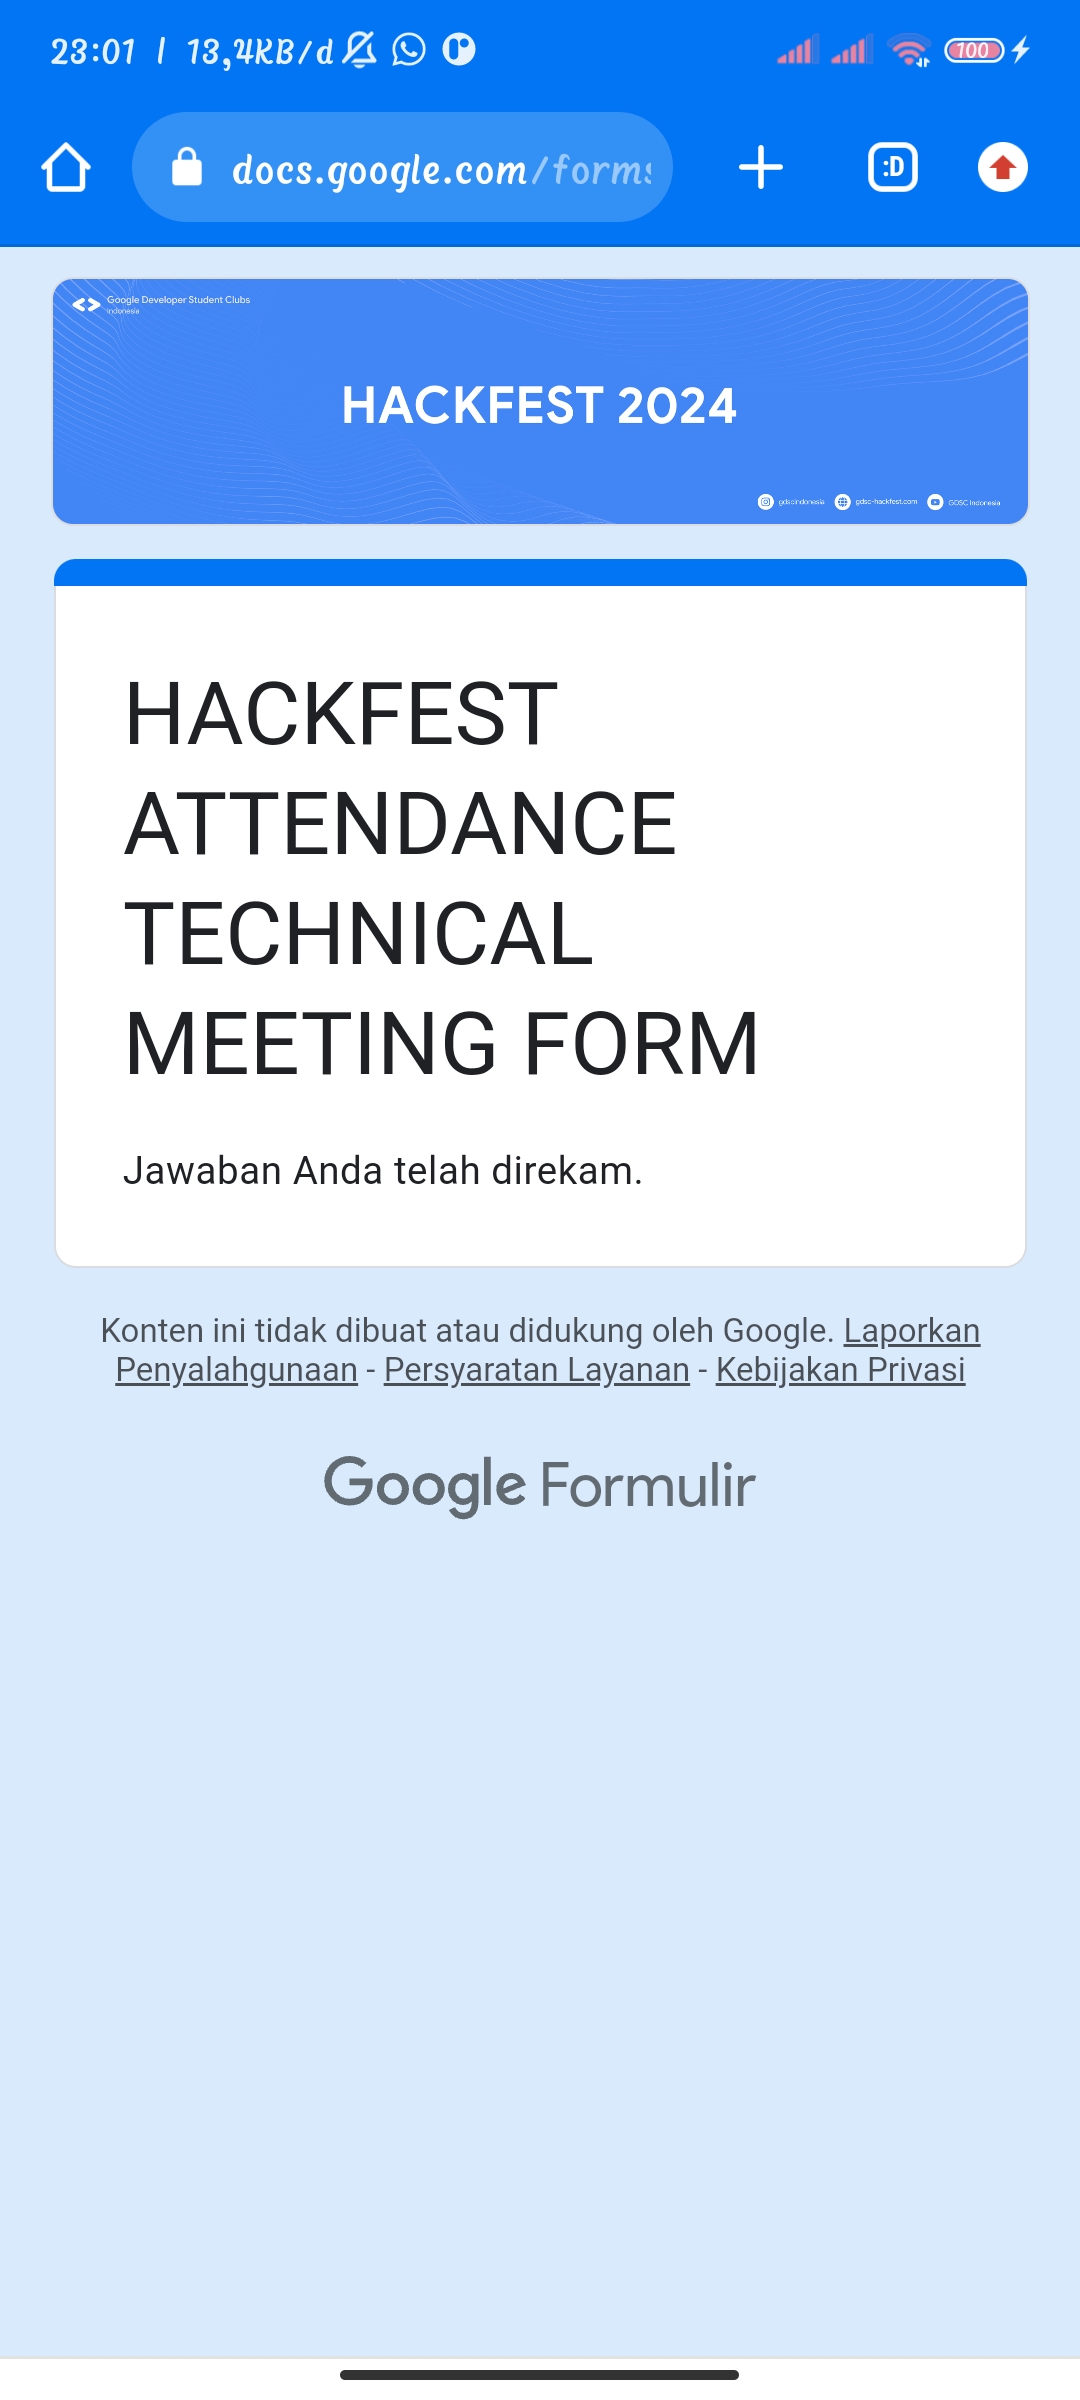 23:01 | 13,4KB/d
100
docs.google.com/forms
:D
Google Developer Student Clubs
Indonesia
HACKFEST 2024
gdscindonesia gdsc-hackfest.com GDSC Indonesia
HACKFEST
ATTENDANCE
TECHNICAL
MEETING FORM
Jawaban Anda telah direkam.
Konten ini tidak dibuat atau didukung oleh Google. Laporkan
Penyalahgunaan - Persyaratan Layanan - Kebijakan Privasi
Google Formulir